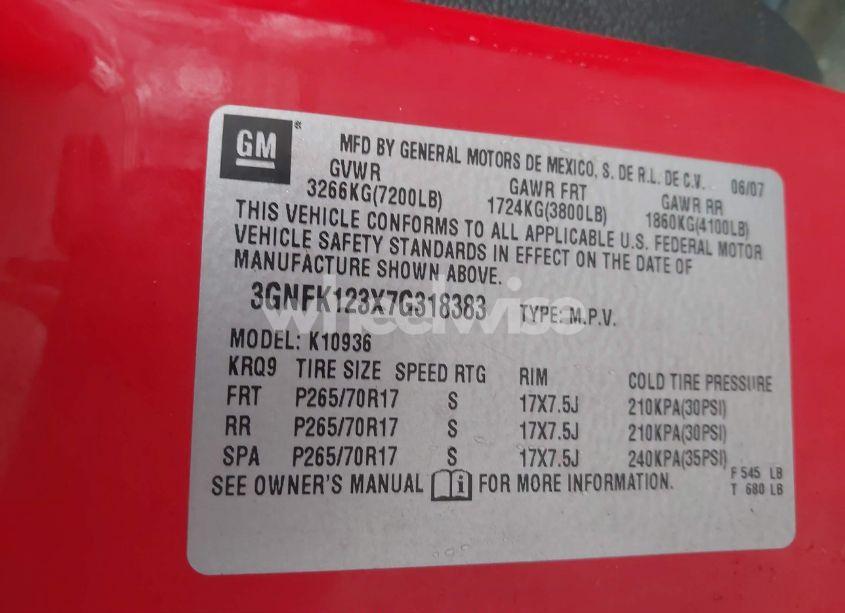 GM
MFD BY GENERAL MOTORS DE MEXICO, S. DE R.L. DE C.V. 06/07
GVWR GAWR FRT GAWR RR
3266KG(7200LB) 1724KG(3800LB) 1860KG(4100LB)
THIS VEHICLE CONFORMS TO ALL APPLICABLE U.S. FEDERAL MOTOR
VEHICLE SAFETY STANDARDS IN EFFECT ON THE DATE OF
MANUFACTURE SHOWN ABOVE.
3GNFK123X7G318383 TYPE: M.P.V.
wheelwise
MODEL: K10936
KRQ9 TIRE SIZE SPEED RTG RIM COLD TIRE PRESSURE
FRT P265/70R17 S 17X7.5J 210KPA(30PSI)
RR P265/70R17 S 17X7.5J 210KPA(30PSI)
SPA P265/70R17 S 17X7.5J 240KPA(35PSI)
SEE OWNER'S MANUAL i FOR MORE INFORMATION. F 545 LB
T 680 LB